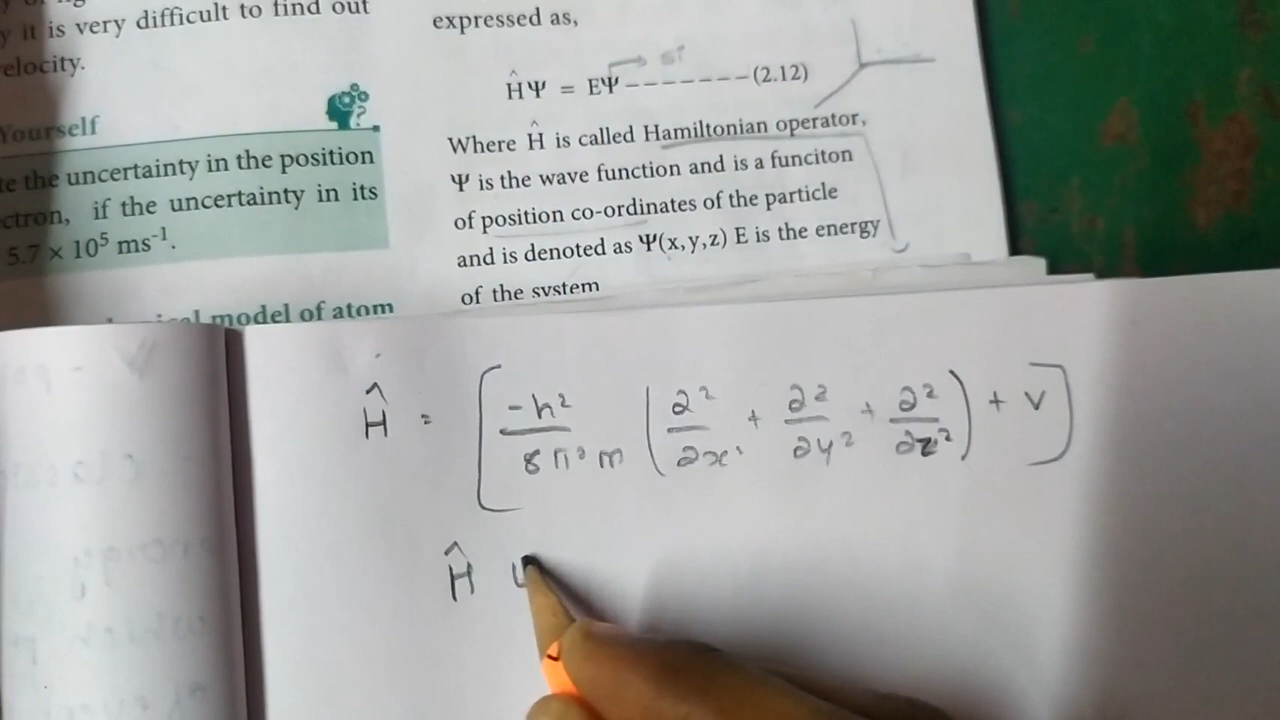 y it is very difficult to find out
elocity.
Yourself
te the uncertainty in the position
ctron, if the uncertainty in its
5.7 × 10⁵ ms⁻¹.
model of atom
expressed as,
ĤΨ = EΨ-------(2.12)
Where Ĥ is called Hamiltonian operator,
Ψ is the wave function and is a funciton
of position co-ordinates of the particle
and is denoted as Ψ(x,y,z) E is the energy
of the system
Ĥ = [-h²/8π²m (∂²/∂x² + ∂²/∂y² + ∂²/∂z²) + V]
Ĥ